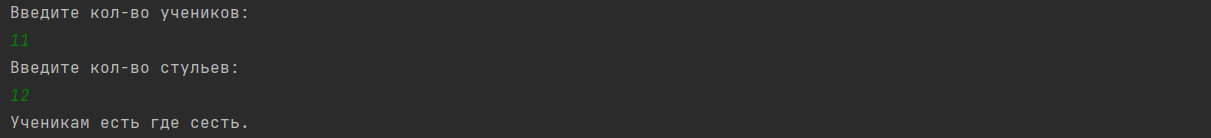 Введите кол-во учеников:
11
Введите кол-во стульев:
12
Ученикам есть где сесть.